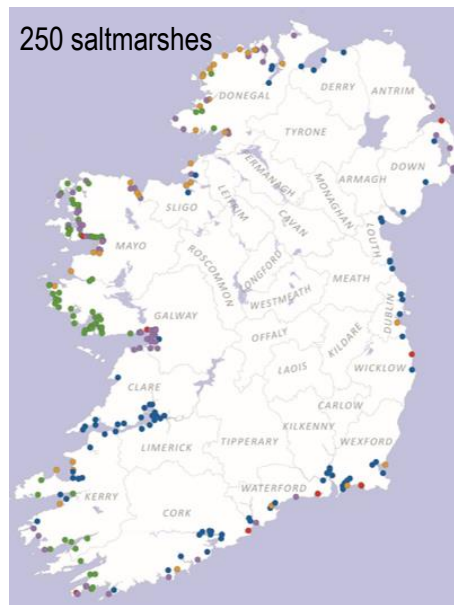 250 saltmarshes
DERRY
ANTRIM
DONEGAL
TYRONE
DOWN
FERMANAGH
ARMAGH
MONAGHAN
SLIGO
LEITRIM
CAVAN
LOUTH
MAYO
ROSCOMMON
LONGFORD
MEATH
WESTMEATH
DUBLIN
GALWAY
OFFALY
KILDARE
LAOIS
WICKLOW
CLARE
CARLOW
LIMERICK
TIPPERARY
KILKENNY
WEXFORD
WATERFORD
KERRY
CORK